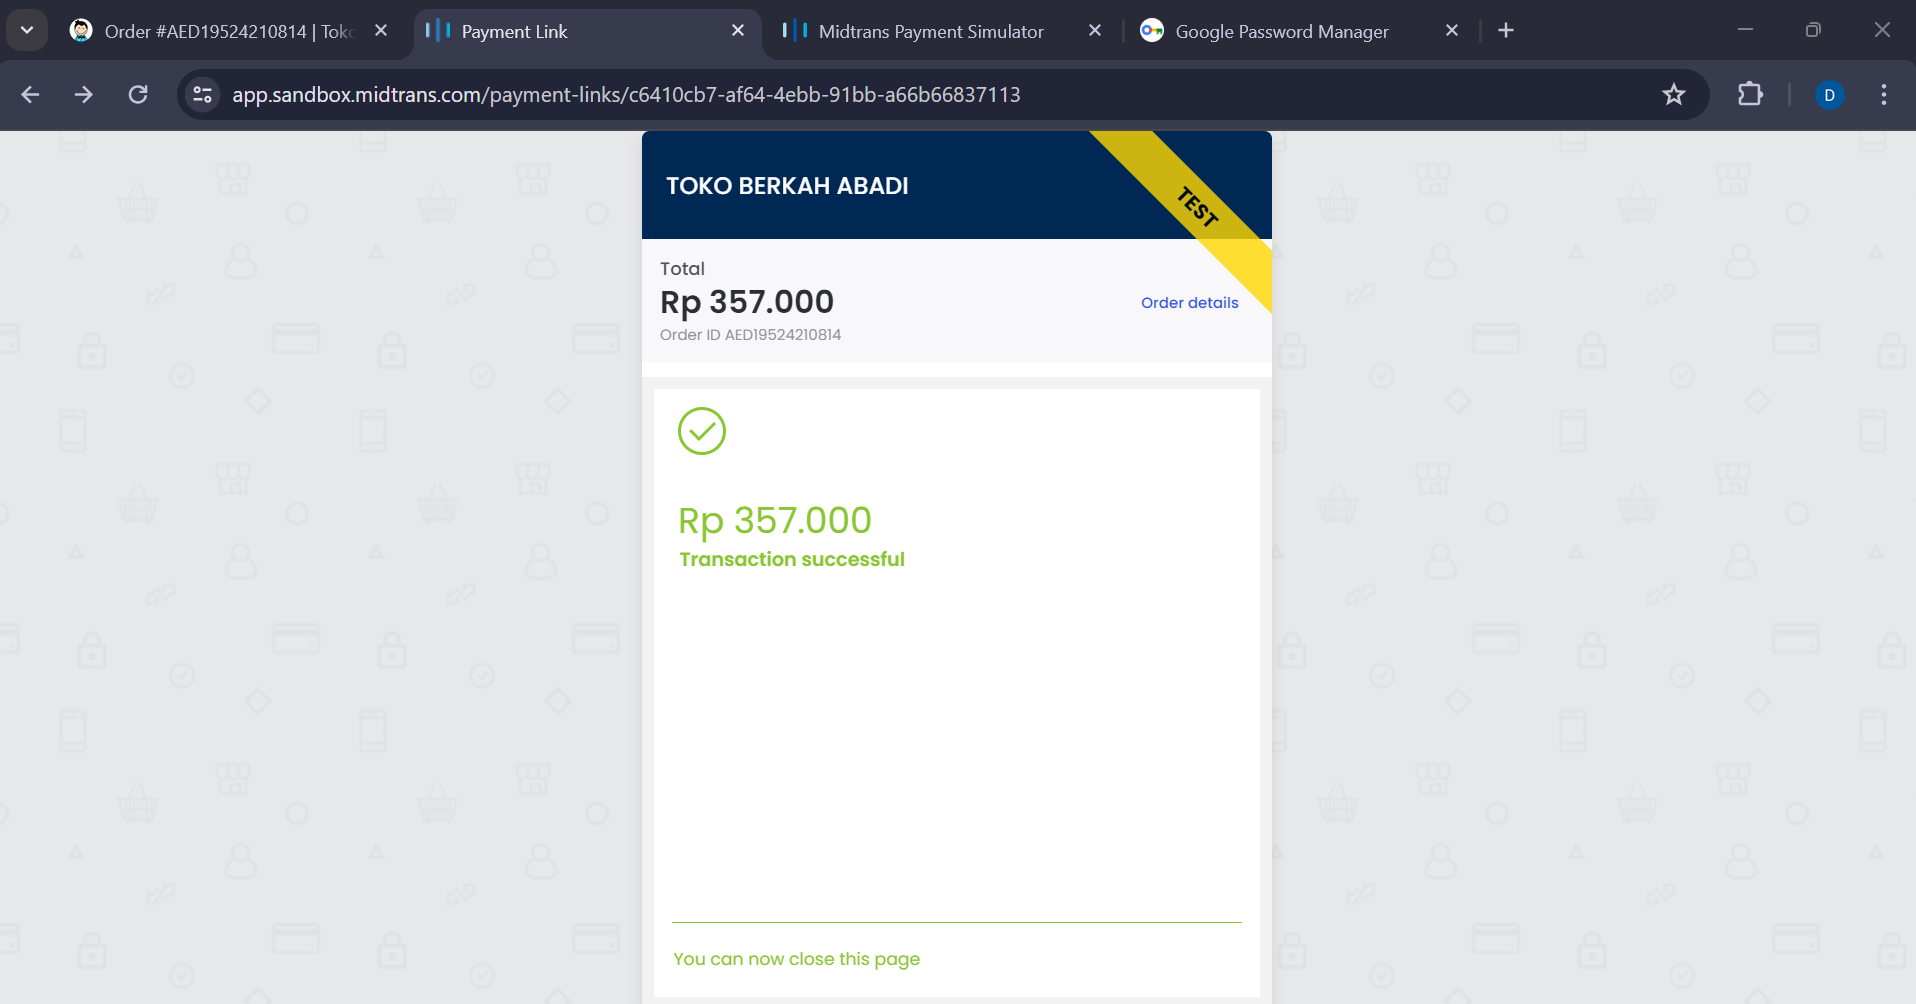 Order #AED19524210814 | Toko
Payment Link
Midtrans Payment Simulator
Google Password Manager
app.sandbox.midtrans.com/payment-links/c6410cb7-af64-4ebb-91bb-a66b66837113
D
TOKO BERKAH ABADI
TEST
Total
Rp 357.000
Order details
Order ID AED19524210814
Rp 357.000
Transaction successful
You can now close this page